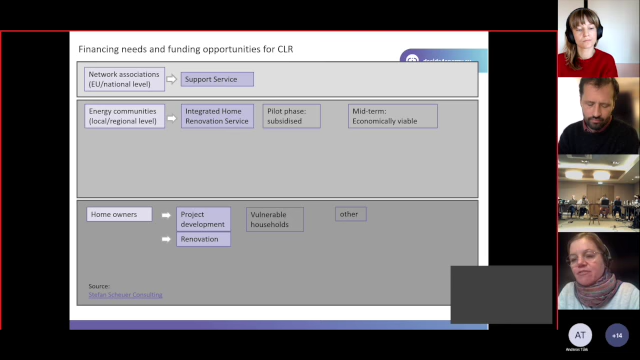 Financing needs and funding opportunities for CLR
Network associations
(EU/national level)
Support Service
Energy communities
(local/regional level)
Integrated Home
Renovation Service
Pilot phase:
subsidised
Mid-term:
Economically viable
Home owners
Project
development
Vulnerable
households
other
Renovation
Source:
Stefan Scheuer Consulting
AT
+14